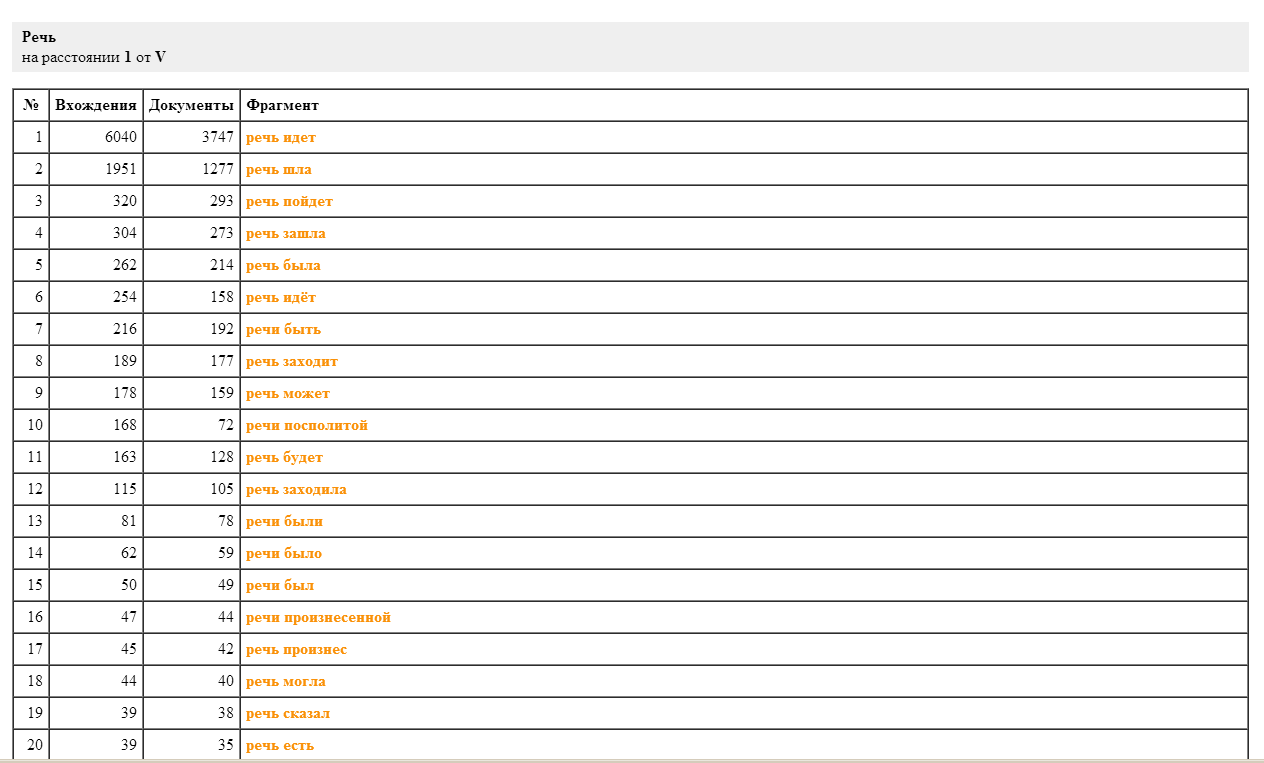 Речь
на расстоянии 1 от V
№ Вхождения Документы Фрагмент
1 6040 3747 речь идет
2 1951 1277 речь шла
3 320 293 речь пойдет
4 304 273 речь зашла
5 262 214 речь была
6 254 158 речь идёт
7 216 192 речи быть
8 189 177 речь заходит
9 178 159 речь может
10 168 72 речи посполитой
11 163 128 речь будет
12 115 105 речь заходила
13 81 78 речи были
14 62 59 речи было
15 50 49 речи был
16 47 44 речи произнесенной
17 45 42 речь произнес
18 44 40 речь могла
19 39 38 речь сказал
20 39 35 речь есть